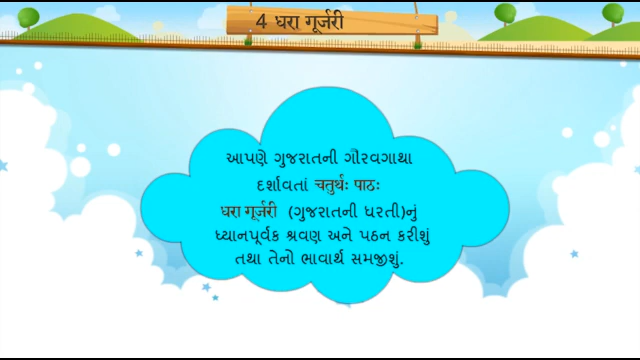 4 धरा गूर्जरी
આપણે ગુજરાતની ગૌરવગાથા
દર્શાવતાં चतुर्थः पाठः
धरा गूर्जरी (ગુજરાતની ધરતી)નું
ધ્યાનપૂર્વક શ્રવણ અને પઠન કરીશું
તથા તેનો ભાવાર્થ સમજીશું.